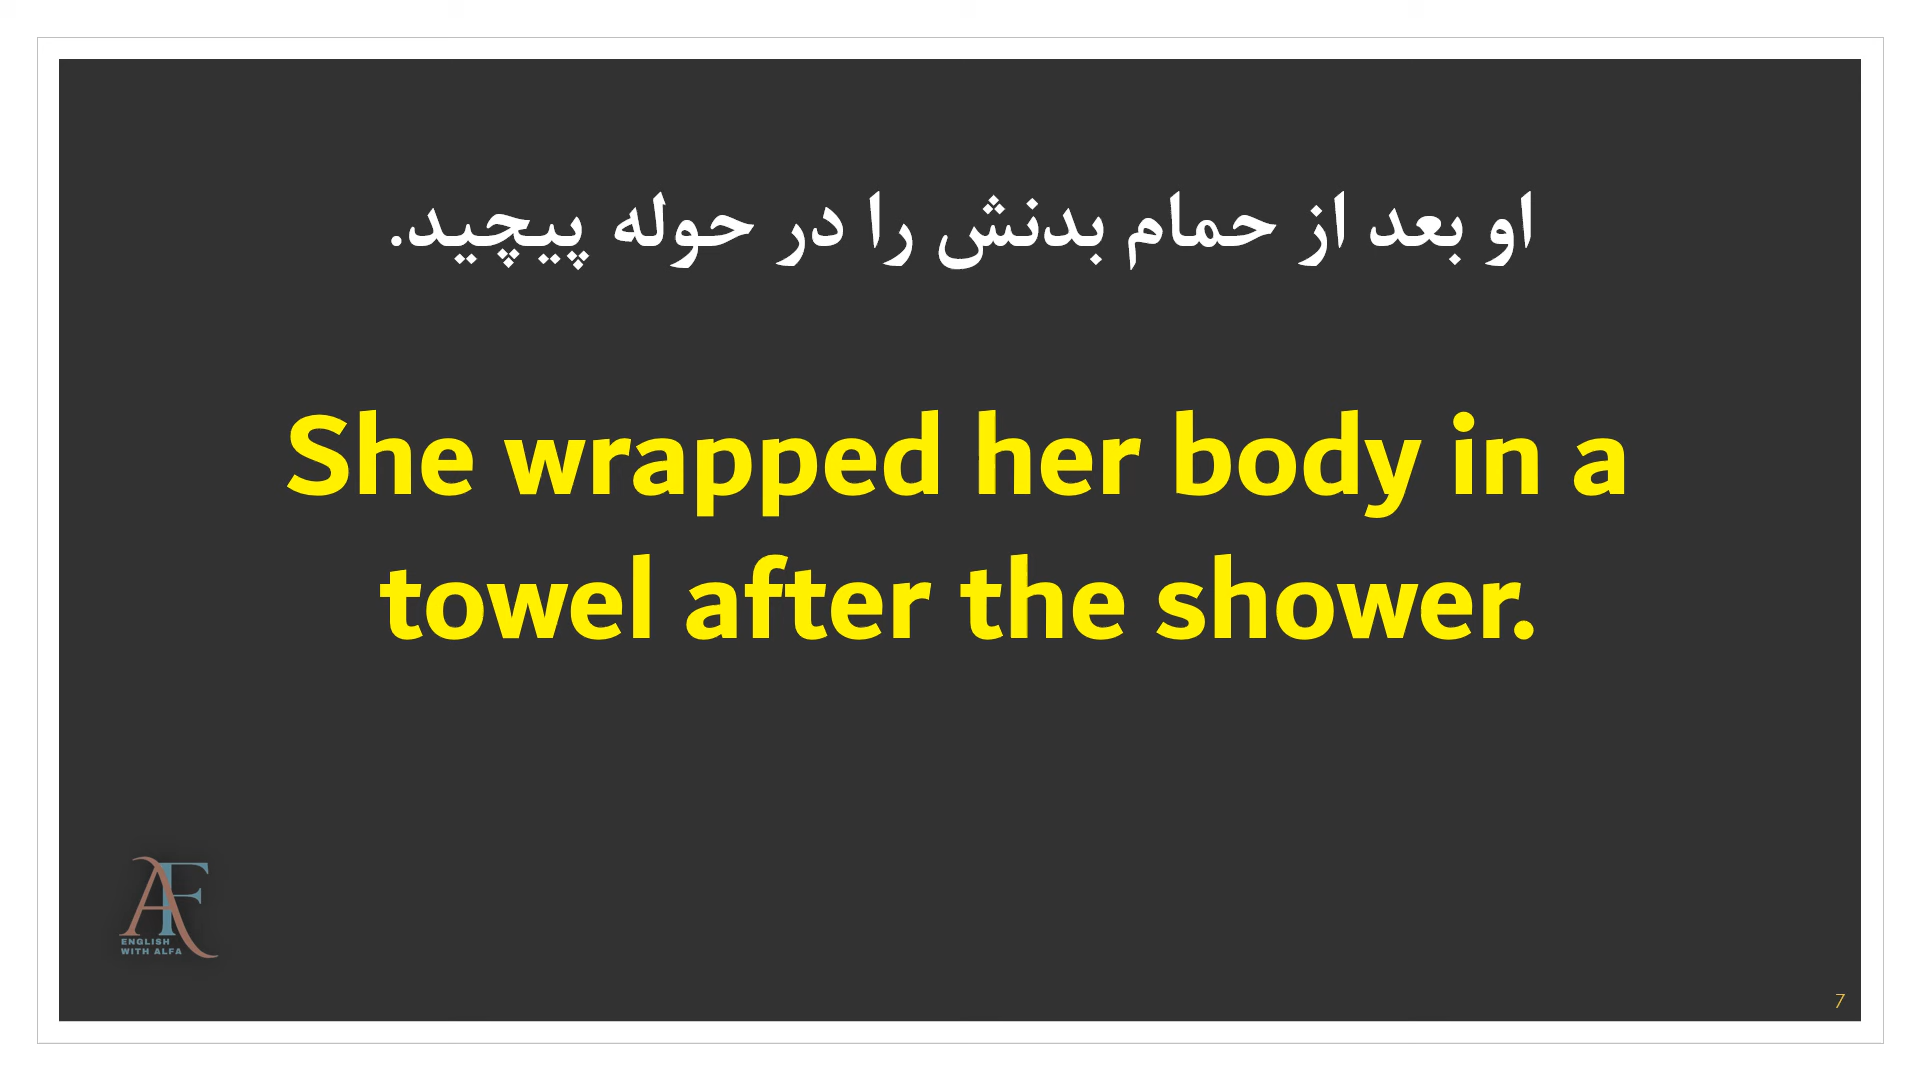 او بعد از حمام بدنش را در حوله پیچید.
She wrapped her body in a
towel after the shower.
AF
ENGLISH
WITH ALFA
7